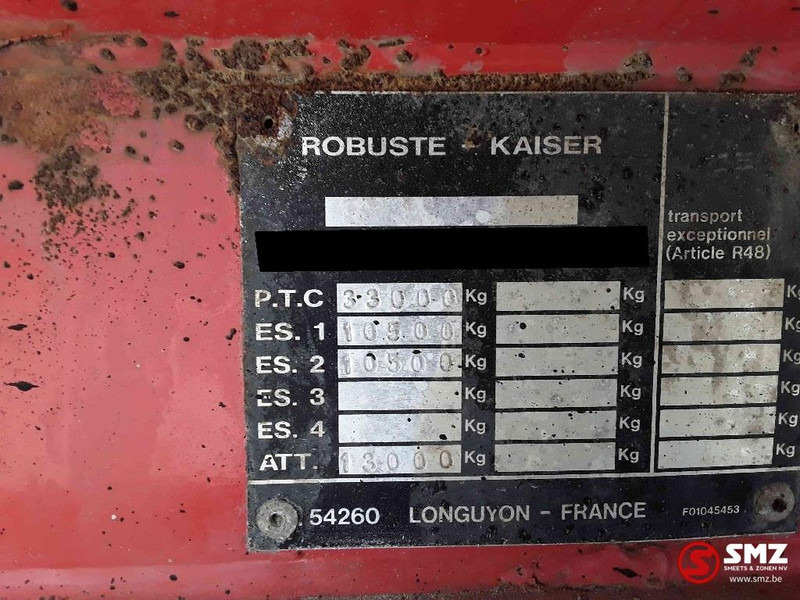 ROBUSTE - KAISER
transport
exceptionnel
(Article R48)
P.T.C 33000 Kg Kg Kg
ES. 1 10500 Kg Kg Kg
ES. 2 10500 Kg Kg Kg
ES. 3 Kg Kg Kg
ES. 4 Kg Kg Kg
ATT. 13000 Kg Kg Kg
54260 LONGUYON - FRANCE F01045453
SMZ
SMEETS & ZONEN NV
www.smz.be